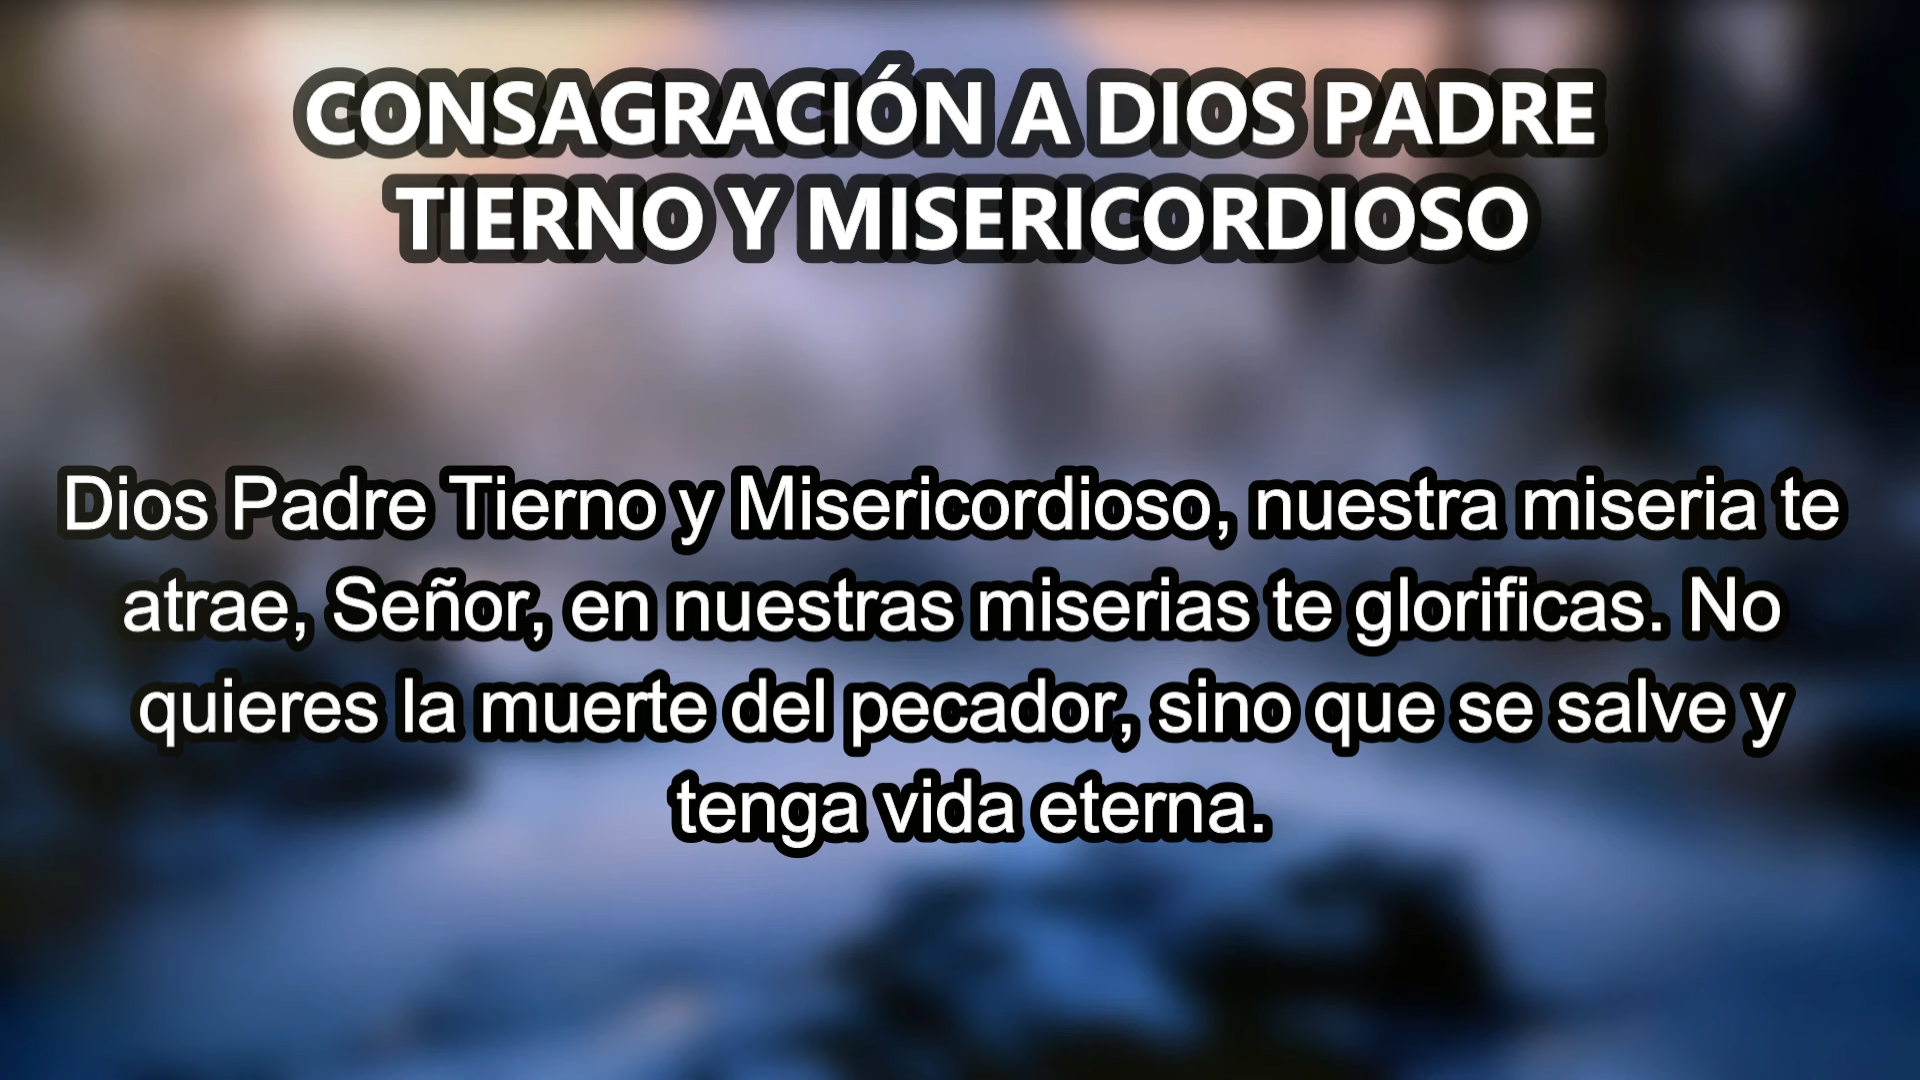 CONSAGRACIÓN A DIOS PADRE
TIERNO Y MISERICORDIOSO
Dios Padre Tierno y Misericordioso, nuestra miseria te
atrae, Señor, en nuestras miserias te glorificas. No
quieres la muerte del pecador, sino que se salve y
tenga vida eterna.